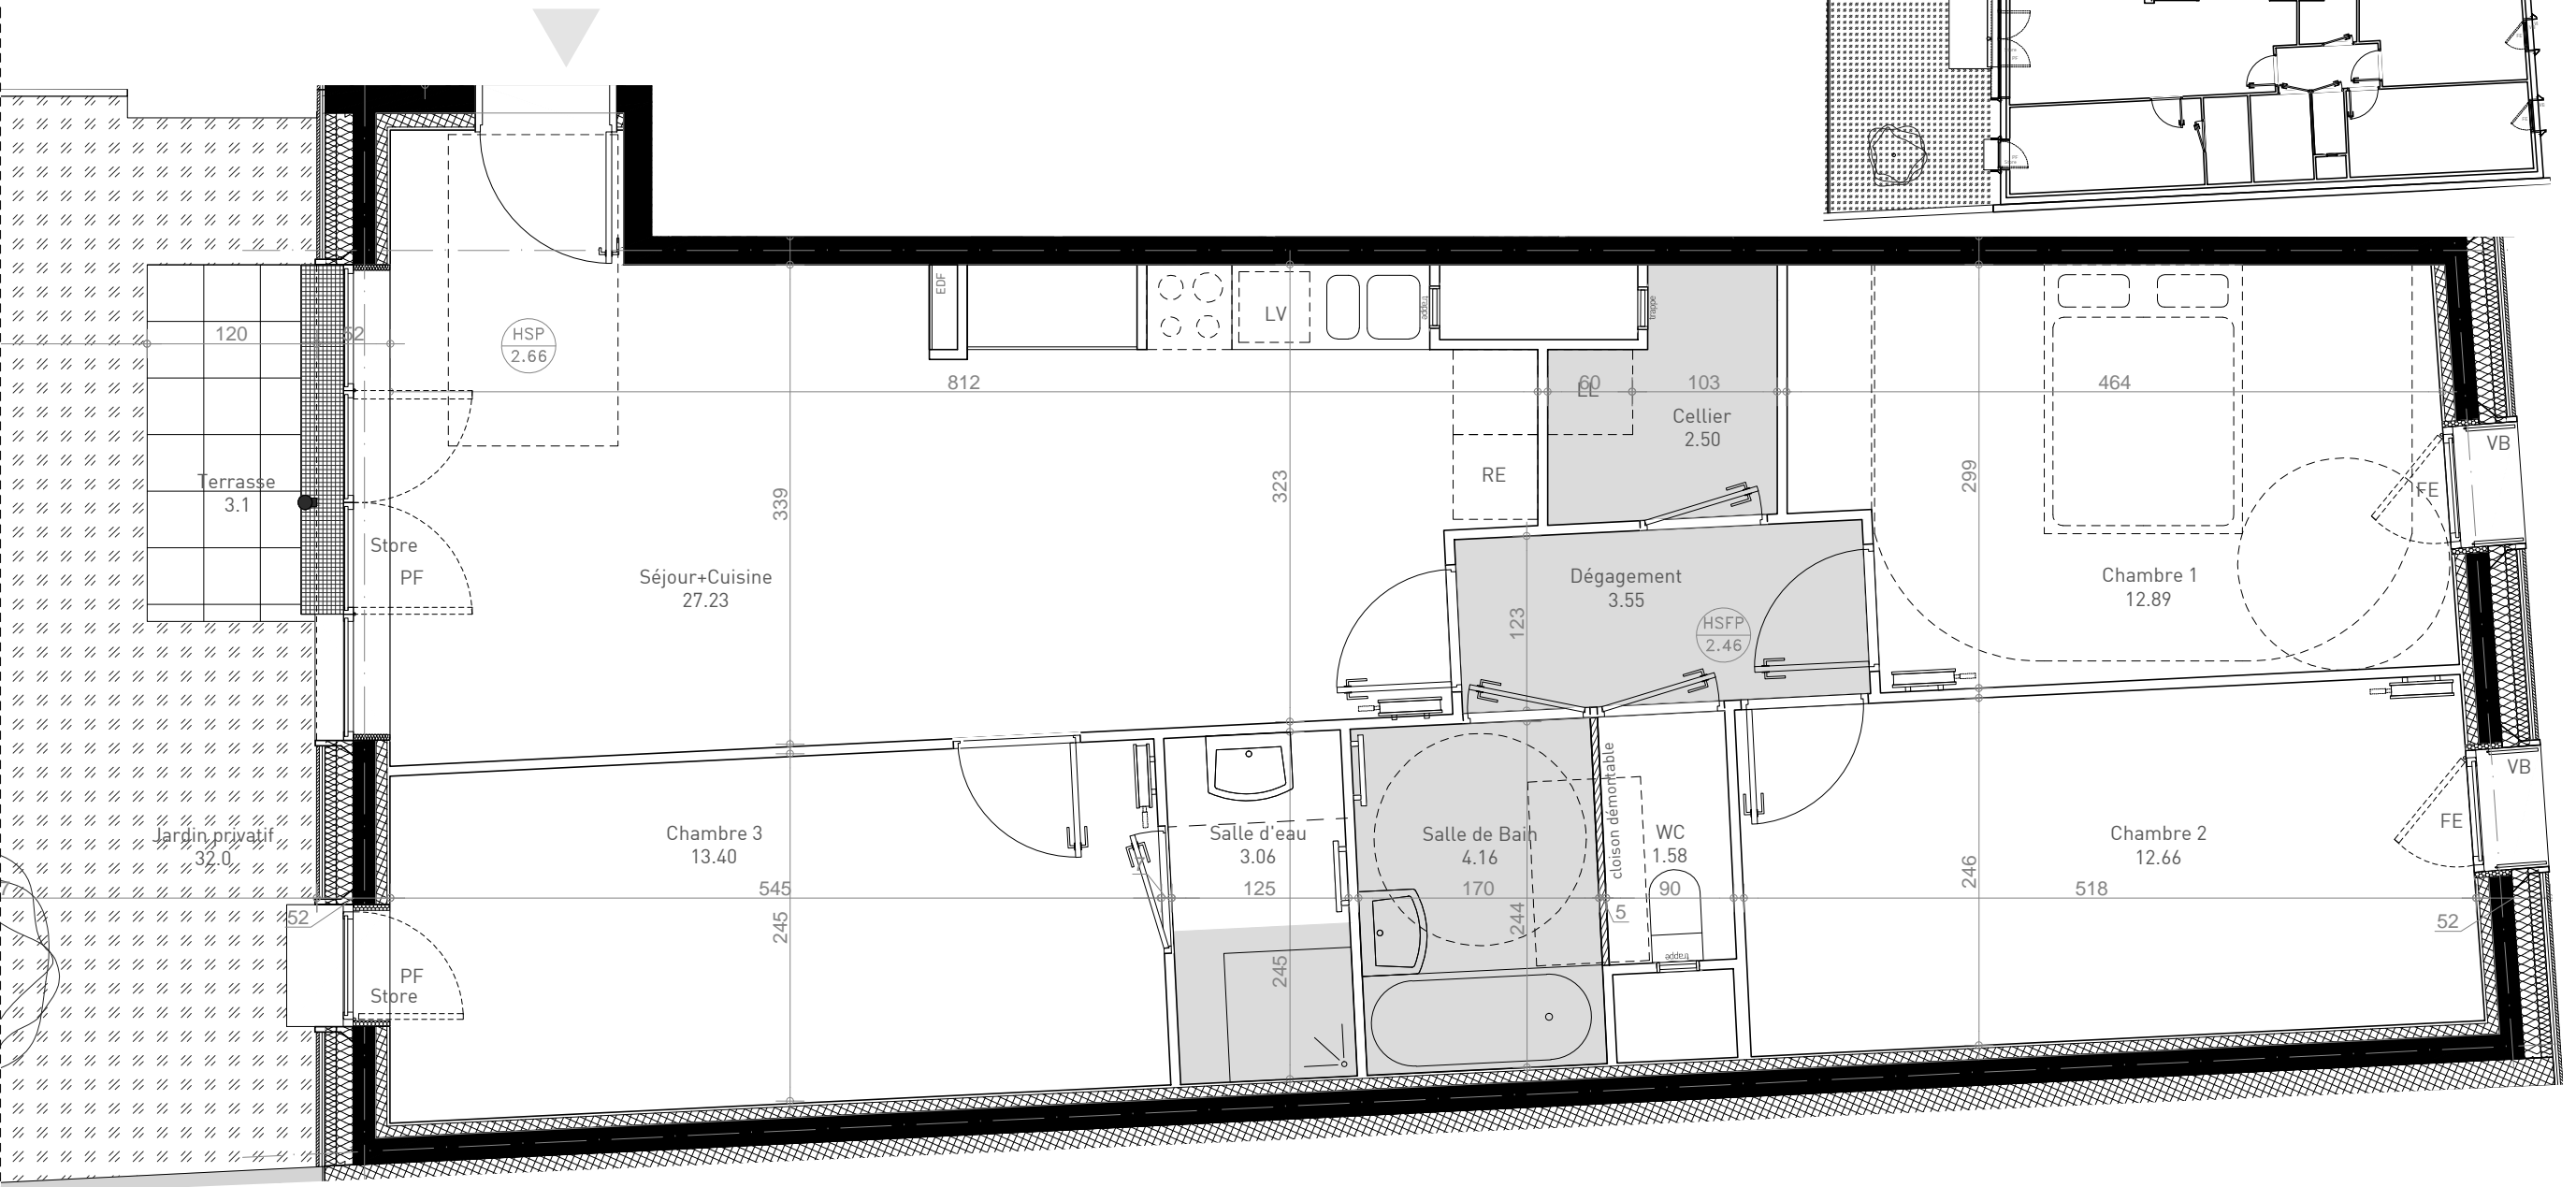 EDF
LV
trappe
trappe
120
52
HSP
2.66
812
60
LL
103
464
Cellier
2.50
VB
Terrasse
3.1
339
323
RE
299
FE
Store
PF
Séjour+Cuisine
27.23
Dégagement
3.55
123
HSFP
2.46
Chambre 1
12.89
VB
Jardin privatif
32.0
Chambre 3
13.40
Salle d'eau
3.06
Salle de Bain
4.16
cloison démontable
WC
1.58
Chambre 2
12.66
FE
52
545
245
7
125
245
170
244
5
90
246
518
52
trappe
PF
Store